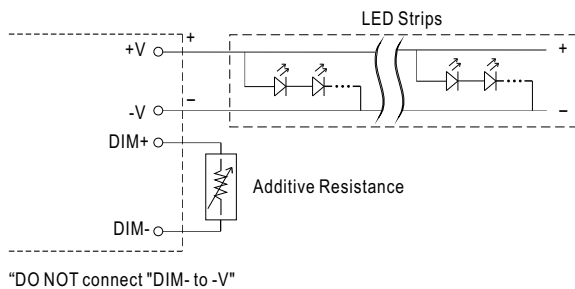 LED Strips
+V
+
+
-V
–
–
DIM+
Additive Resistance
DIM-
“DO NOT connect "DIM- to -V"